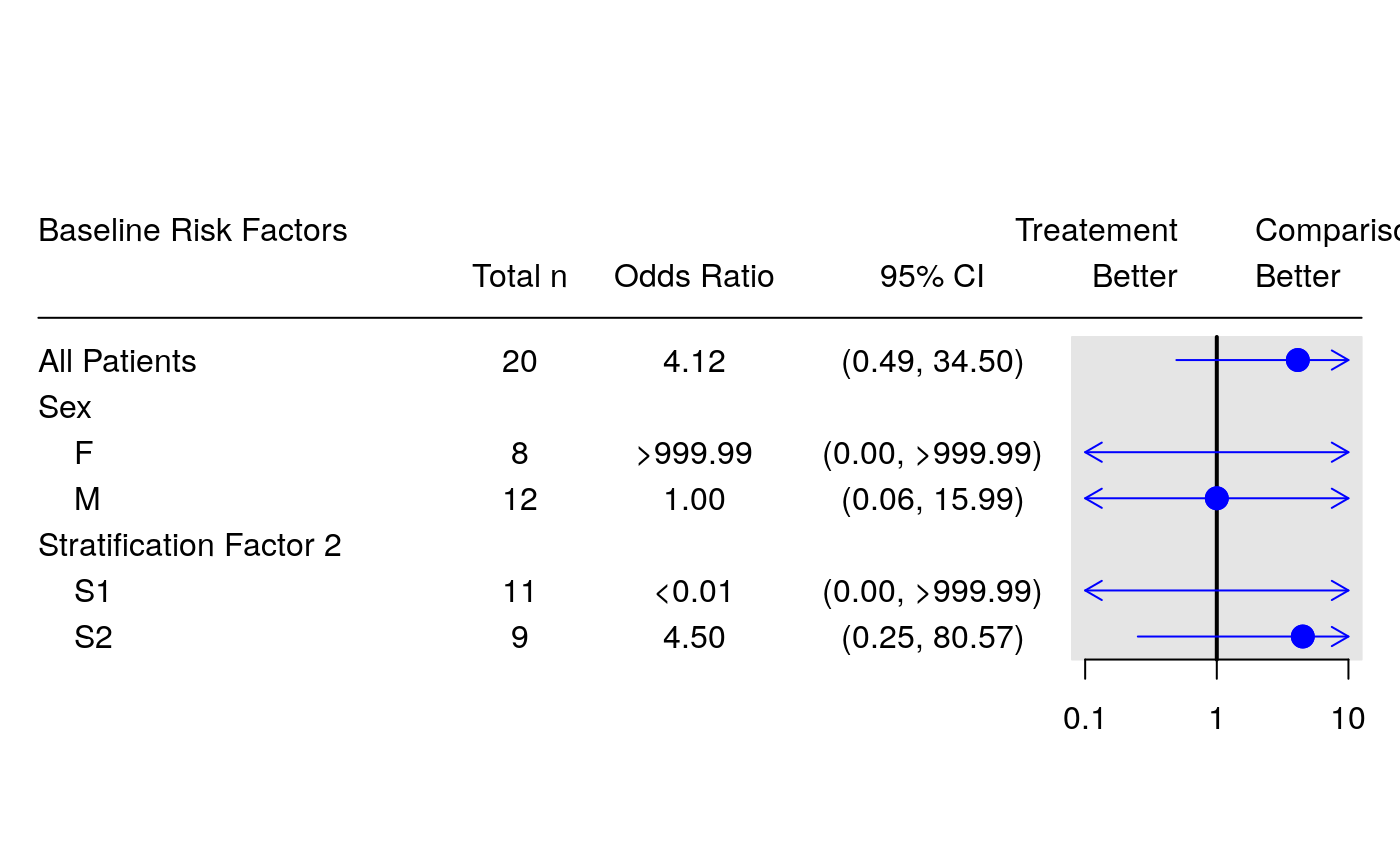 Baseline Risk Factors Treatement Compariso
Total n Odds Ratio 95% CI Better Better
All Patients 20 4.12 (0.49, 34.50)
Sex
F 8 >999.99 (0.00, >999.99)
M 12 1.00 (0.06, 15.99)
Stratification Factor 2
S1 11 <0.01 (0.00, >999.99)
S2 9 4.50 (0.25, 80.57)
0.1 1 10